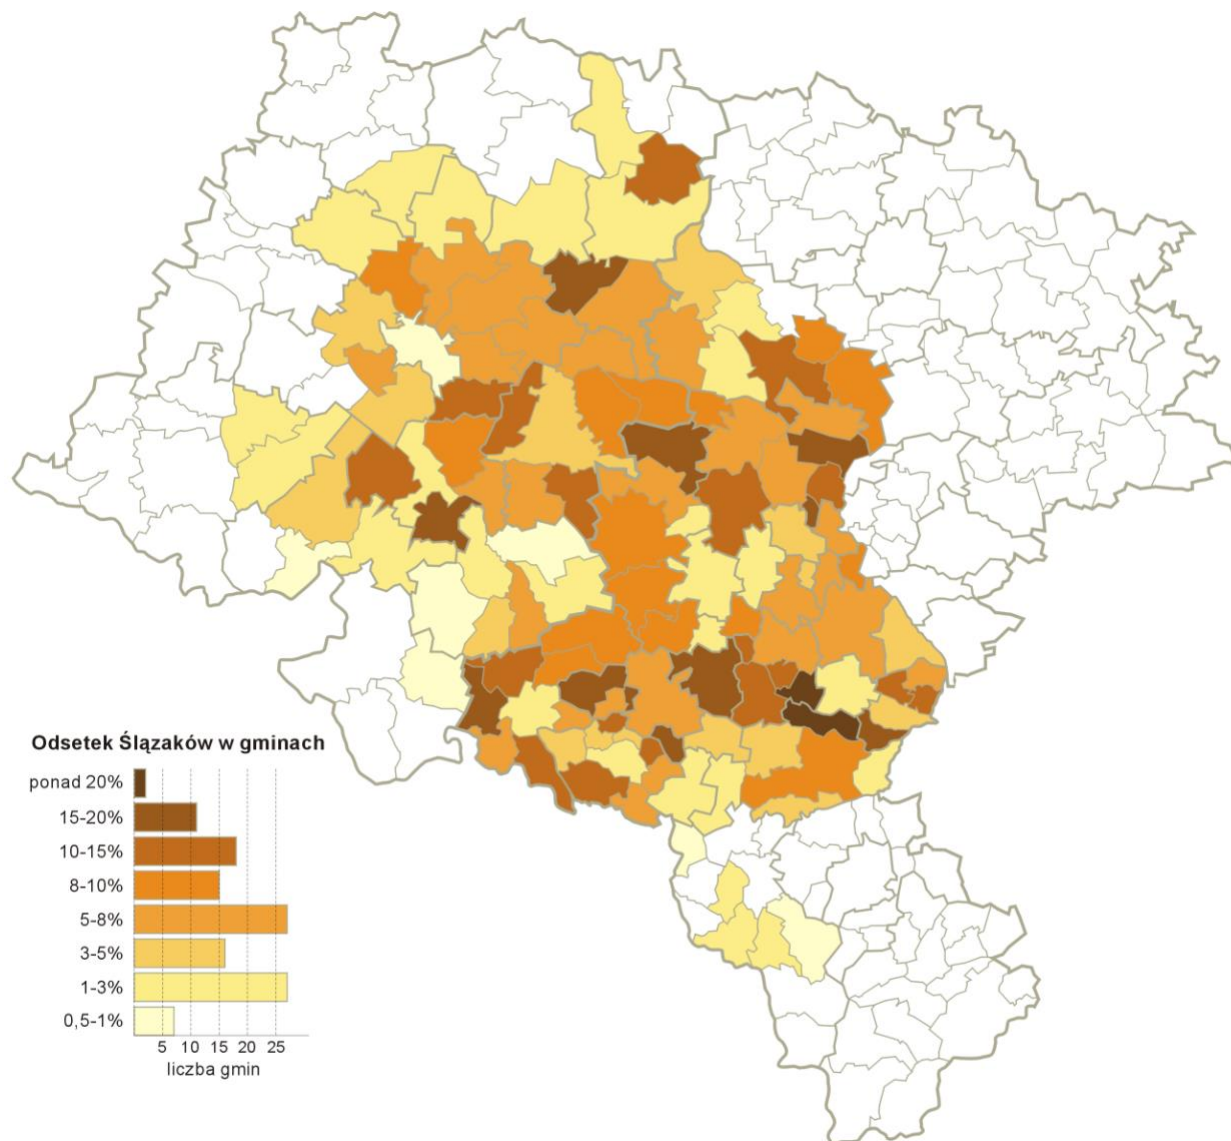 Odsetek Ślązaków w gminach
ponad 20%
15-20%
10-15%
8-10%
5-8%
3-5%
1-3%
0,5-1%
5 10 15 20 25
liczba gmin